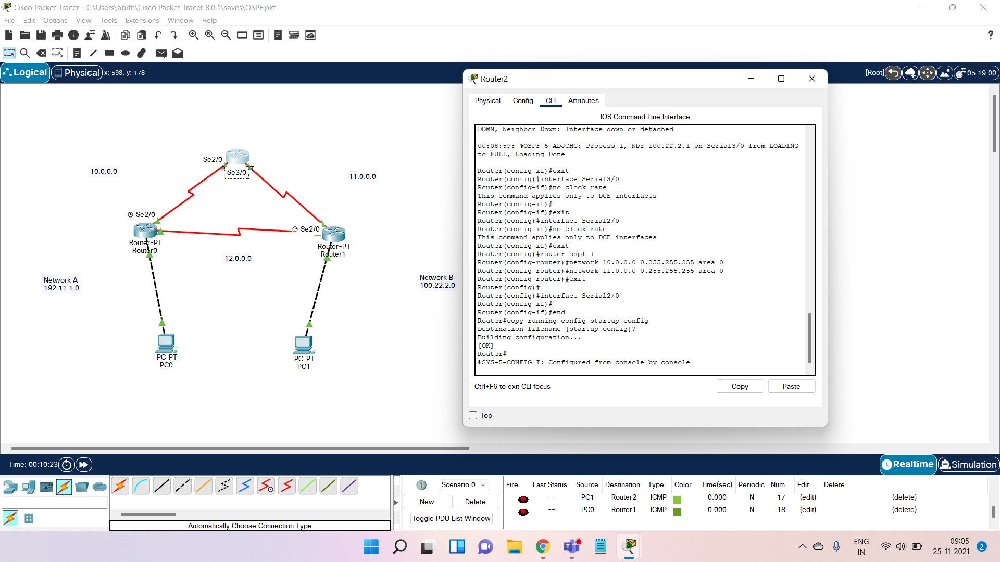 Cisco Packet Tracer - C:\Users\abith\Cisco Packet Tracer 8.0.1\saves\OSPF.pkt
File Edit Options View Tools Extensions Window Help
Logical Physical x: 598, y: 178
[Root] 05:19:00
Router2
Physical Config CLI Attributes
IOS Command Line Interface
DOWN, Neighbor Down: Interface down or detached
00:08:59: %OSPF-5-ADJCHG: Process 1, Nbr 100.22.2.1 on Serial3/0 from LOADING
to FULL, Loading Done
Router(config-if)#exit
Router(config)#interface Serial3/0
Router(config-if)#no clock rate
This command applies only to DCE interfaces
Router(config-if)#
Router(config-if)#exit
Router(config)#interface Serial2/0
Router(config-if)#no clock rate
This command applies only to DCE interfaces
Router(config-if)#exit
Router(config)#router ospf 1
Router(config-router)#network 10.0.0.0 0.255.255.255 area 0
Router(config-router)#network 11.0.0.0 0.255.255.255 area 0
Router(config-router)#exit
Router(config)#
Router(config)#interface Serial2/0
Router(config-if)#
Router(config-if)#end
Router#copy running-config startup-config
Destination filename [startup-config]?
Building configuration...
[OK]
Router#
%SYS-5-CONFIG_I: Configured from console by console
Ctrl+F6 to exit CLI focus
Copy Paste
Top
Se2/0
Se3/0
10.0.0.0
11.0.0.0
Se2/0
Se2/0
Router-PT
Router0
Router-PT
Router1
12.0.0.0
Network A
192.11.1.0
Network B
100.22.2.0
PC-PT
PC0
PC-PT
PC1
Time: 00:10:23
Realtime Simulation
Scenario 0
New Delete
Toggle PDU List Window
Automatically Choose Connection Type
Fire Last Status Source Destination Type Color Time(sec) Periodic Num Edit Delete
-- PC1 Router2 ICMP 0.000 N 17 (edit) (delete)
-- PC0 Router1 ICMP 0.000 N 18 (edit) (delete)
ENG
IN
09:05
25-11-2021
2